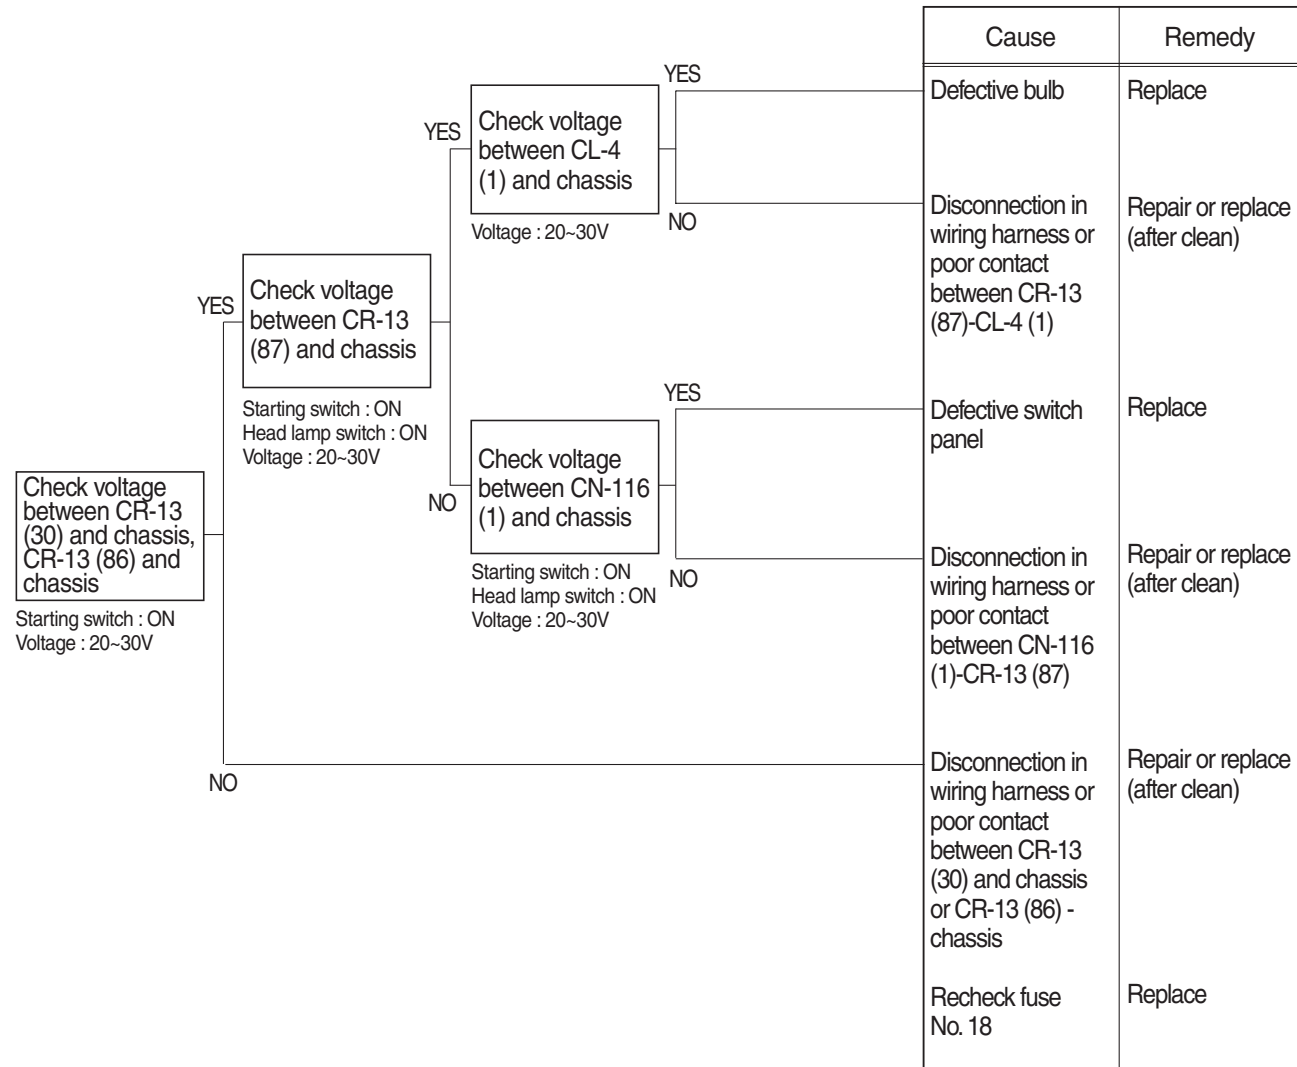 Cause
Remedy
YES
Defective bulb
Replace
YES
Check voltage
between CL-4
(1) and chassis
NO
Voltage : 20~30V
Disconnection in
wiring harness or
poor contact
between CR-13
(87)-CL-4 (1)
Repair or replace
(after clean)
YES
Check voltage
between CR-13
(87) and chassis
Starting switch : ON
Head lamp switch : ON
Voltage : 20~30V
YES
Defective switch
panel
Replace
NO
Check voltage
between CN-116
(1) and chassis
NO
Starting switch : ON
Head lamp switch : ON
Voltage : 20~30V
Disconnection in
wiring harness or
poor contact
between CN-116
(1)-CR-13 (87)
Repair or replace
(after clean)
Check voltage
between CR-13
(30) and chassis,
CR-13 (86) and
chassis
Starting switch : ON
Voltage : 20~30V
NO
Disconnection in
wiring harness or
poor contact
between CR-13
(30) and chassis
or CR-13 (86) -
chassis
Repair or replace
(after clean)
Recheck fuse
No. 18
Replace